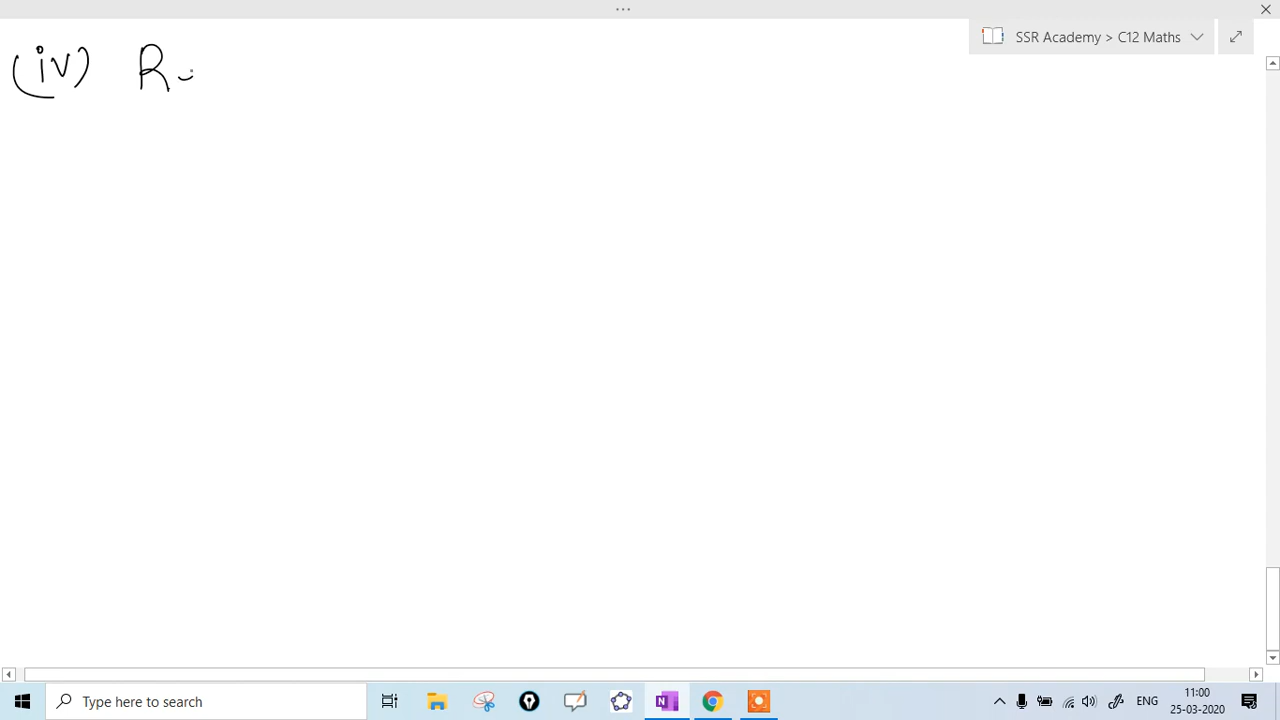 SSR Academy > C12 Maths
(iv) R =
Type here to search
ENG
11:00
25-03-2020